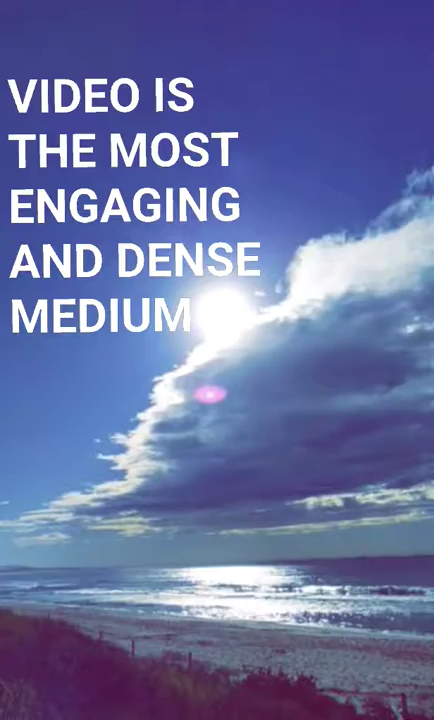 VIDEO IS
THE MOST
ENGAGING
AND DENSE
MEDIUM